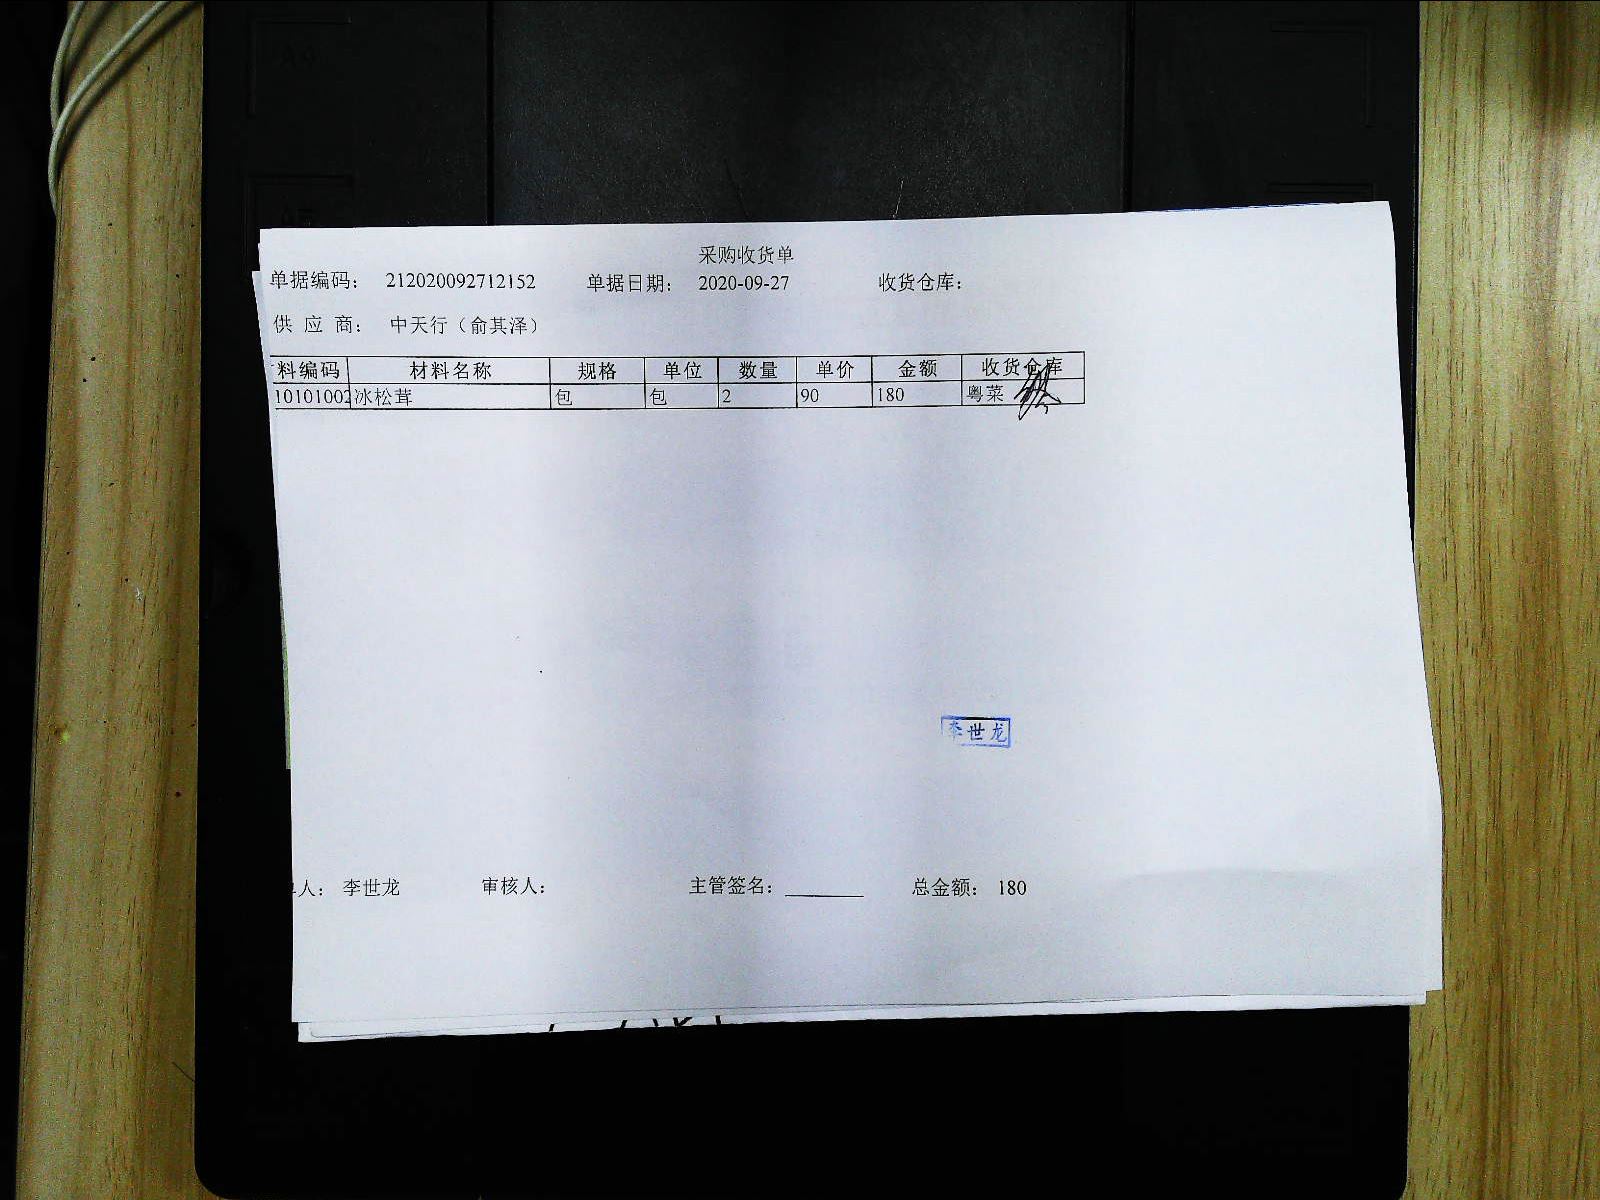 采购收货单
单据编码： 212020092712152 单据日期： 2020-09-27 收货仓库：
供 应 商： 中天行（俞其泽）
料编码 材料名称 规格 单位 数量 单价 金额 收货仓库
10101002 冰松茸 包 包 2 90 180 粤菜
李世龙
人： 李世龙 审核人： 主管签名： 总金额： 180